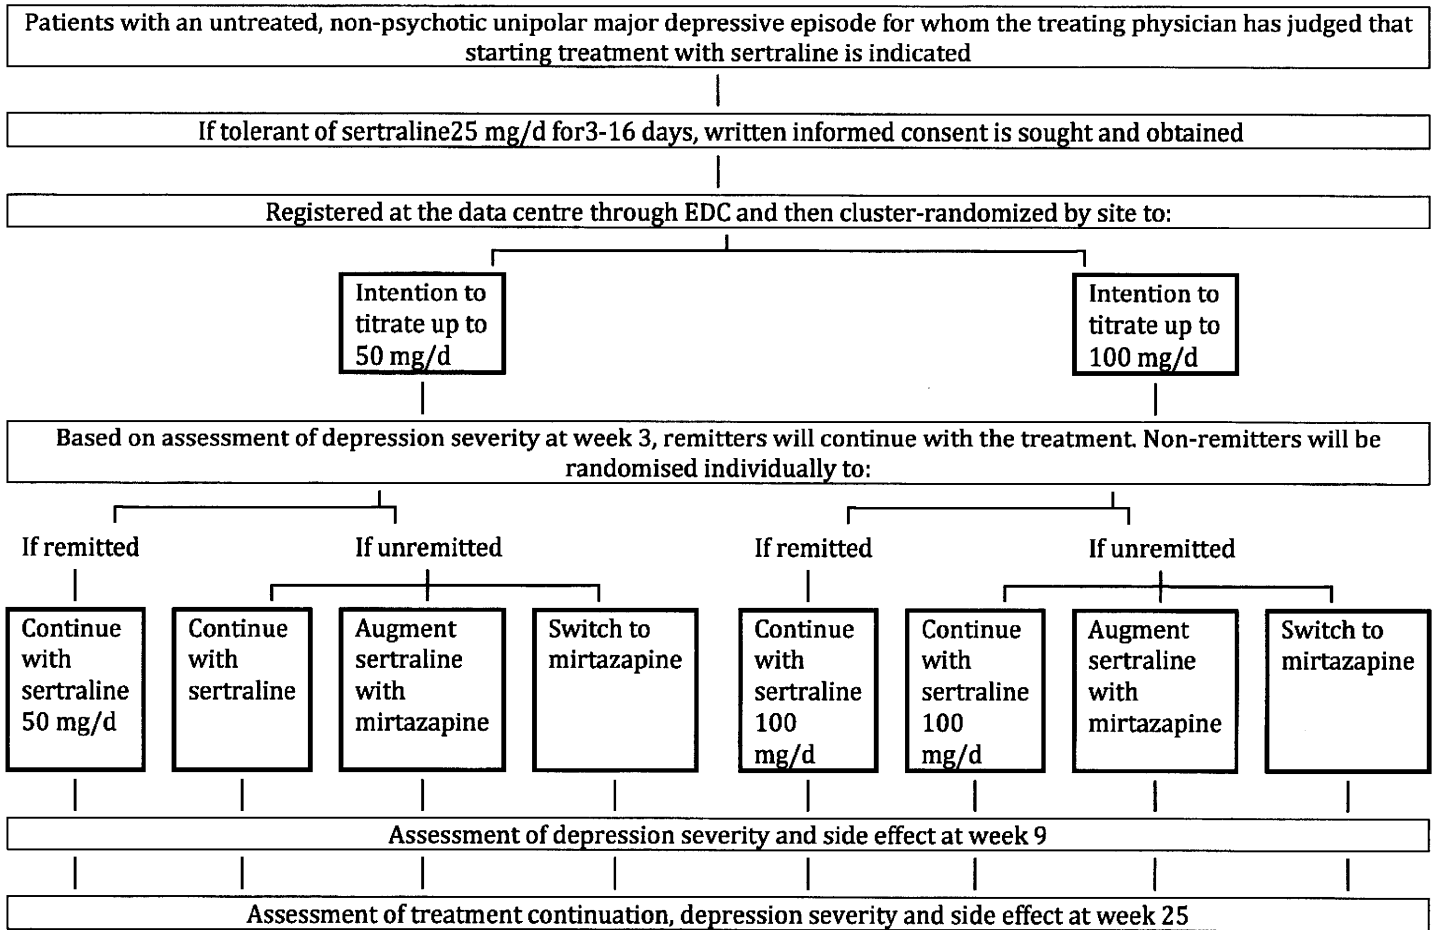 Patients with an untreated, non-psychotic unipolar major depressive episode for whom the treating physician has judged that
starting treatment with sertraline is indicated
If tolerant of sertraline25 mg/d for3-16 days, written informed consent is sought and obtained
Registered at the data centre through EDC and then cluster-randomized by site to:
Intention to
titrate up to
50 mg/d
Intention to
titrate up to
100 mg/d
Based on assessment of depression severity at week 3, remitters will continue with the treatment. Non-remitters will be
randomised individually to:
If remitted
If unremitted
If remitted
If unremitted
Continue
with
sertraline
50 mg/d
Continue
with
sertraline
Augment
sertraline
with
mirtazapine
Switch to
mirtazapine
Continue
with
sertraline
100
mg/d
Continue
with
sertraline
100
mg/d
Augment
sertraline
with
mirtazapine
Switch to
mirtazapine
Assessment of depression severity and side effect at week 9
Assessment of treatment continuation, depression severity and side effect at week 25